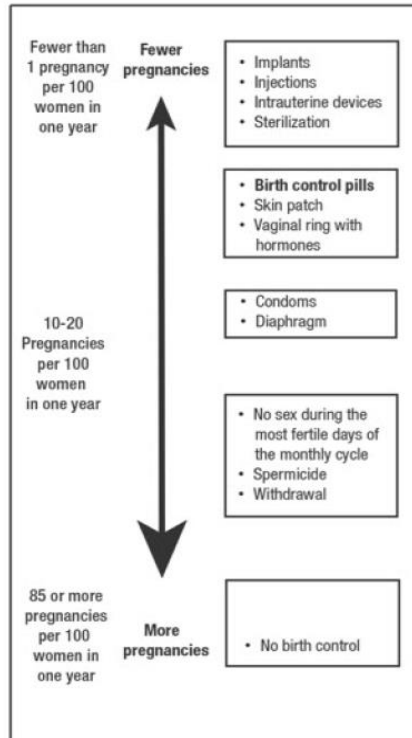 Fewer than
1 pregnancy
per 100
women in
one year
Fewer
pregnancies
• Implants
• Injections
• Intrauterine devices
• Sterilization
• Birth control pills
• Skin patch
• Vaginal ring with
hormones
10-20
Pregnancies
per 100
women
in one year
• Condoms
• Diaphragm
• No sex during the
most fertile days of
the monthly cycle
• Spermicide
• Withdrawal
85 or more
pregnancies
per 100
women in
one year
More
pregnancies
• No birth control